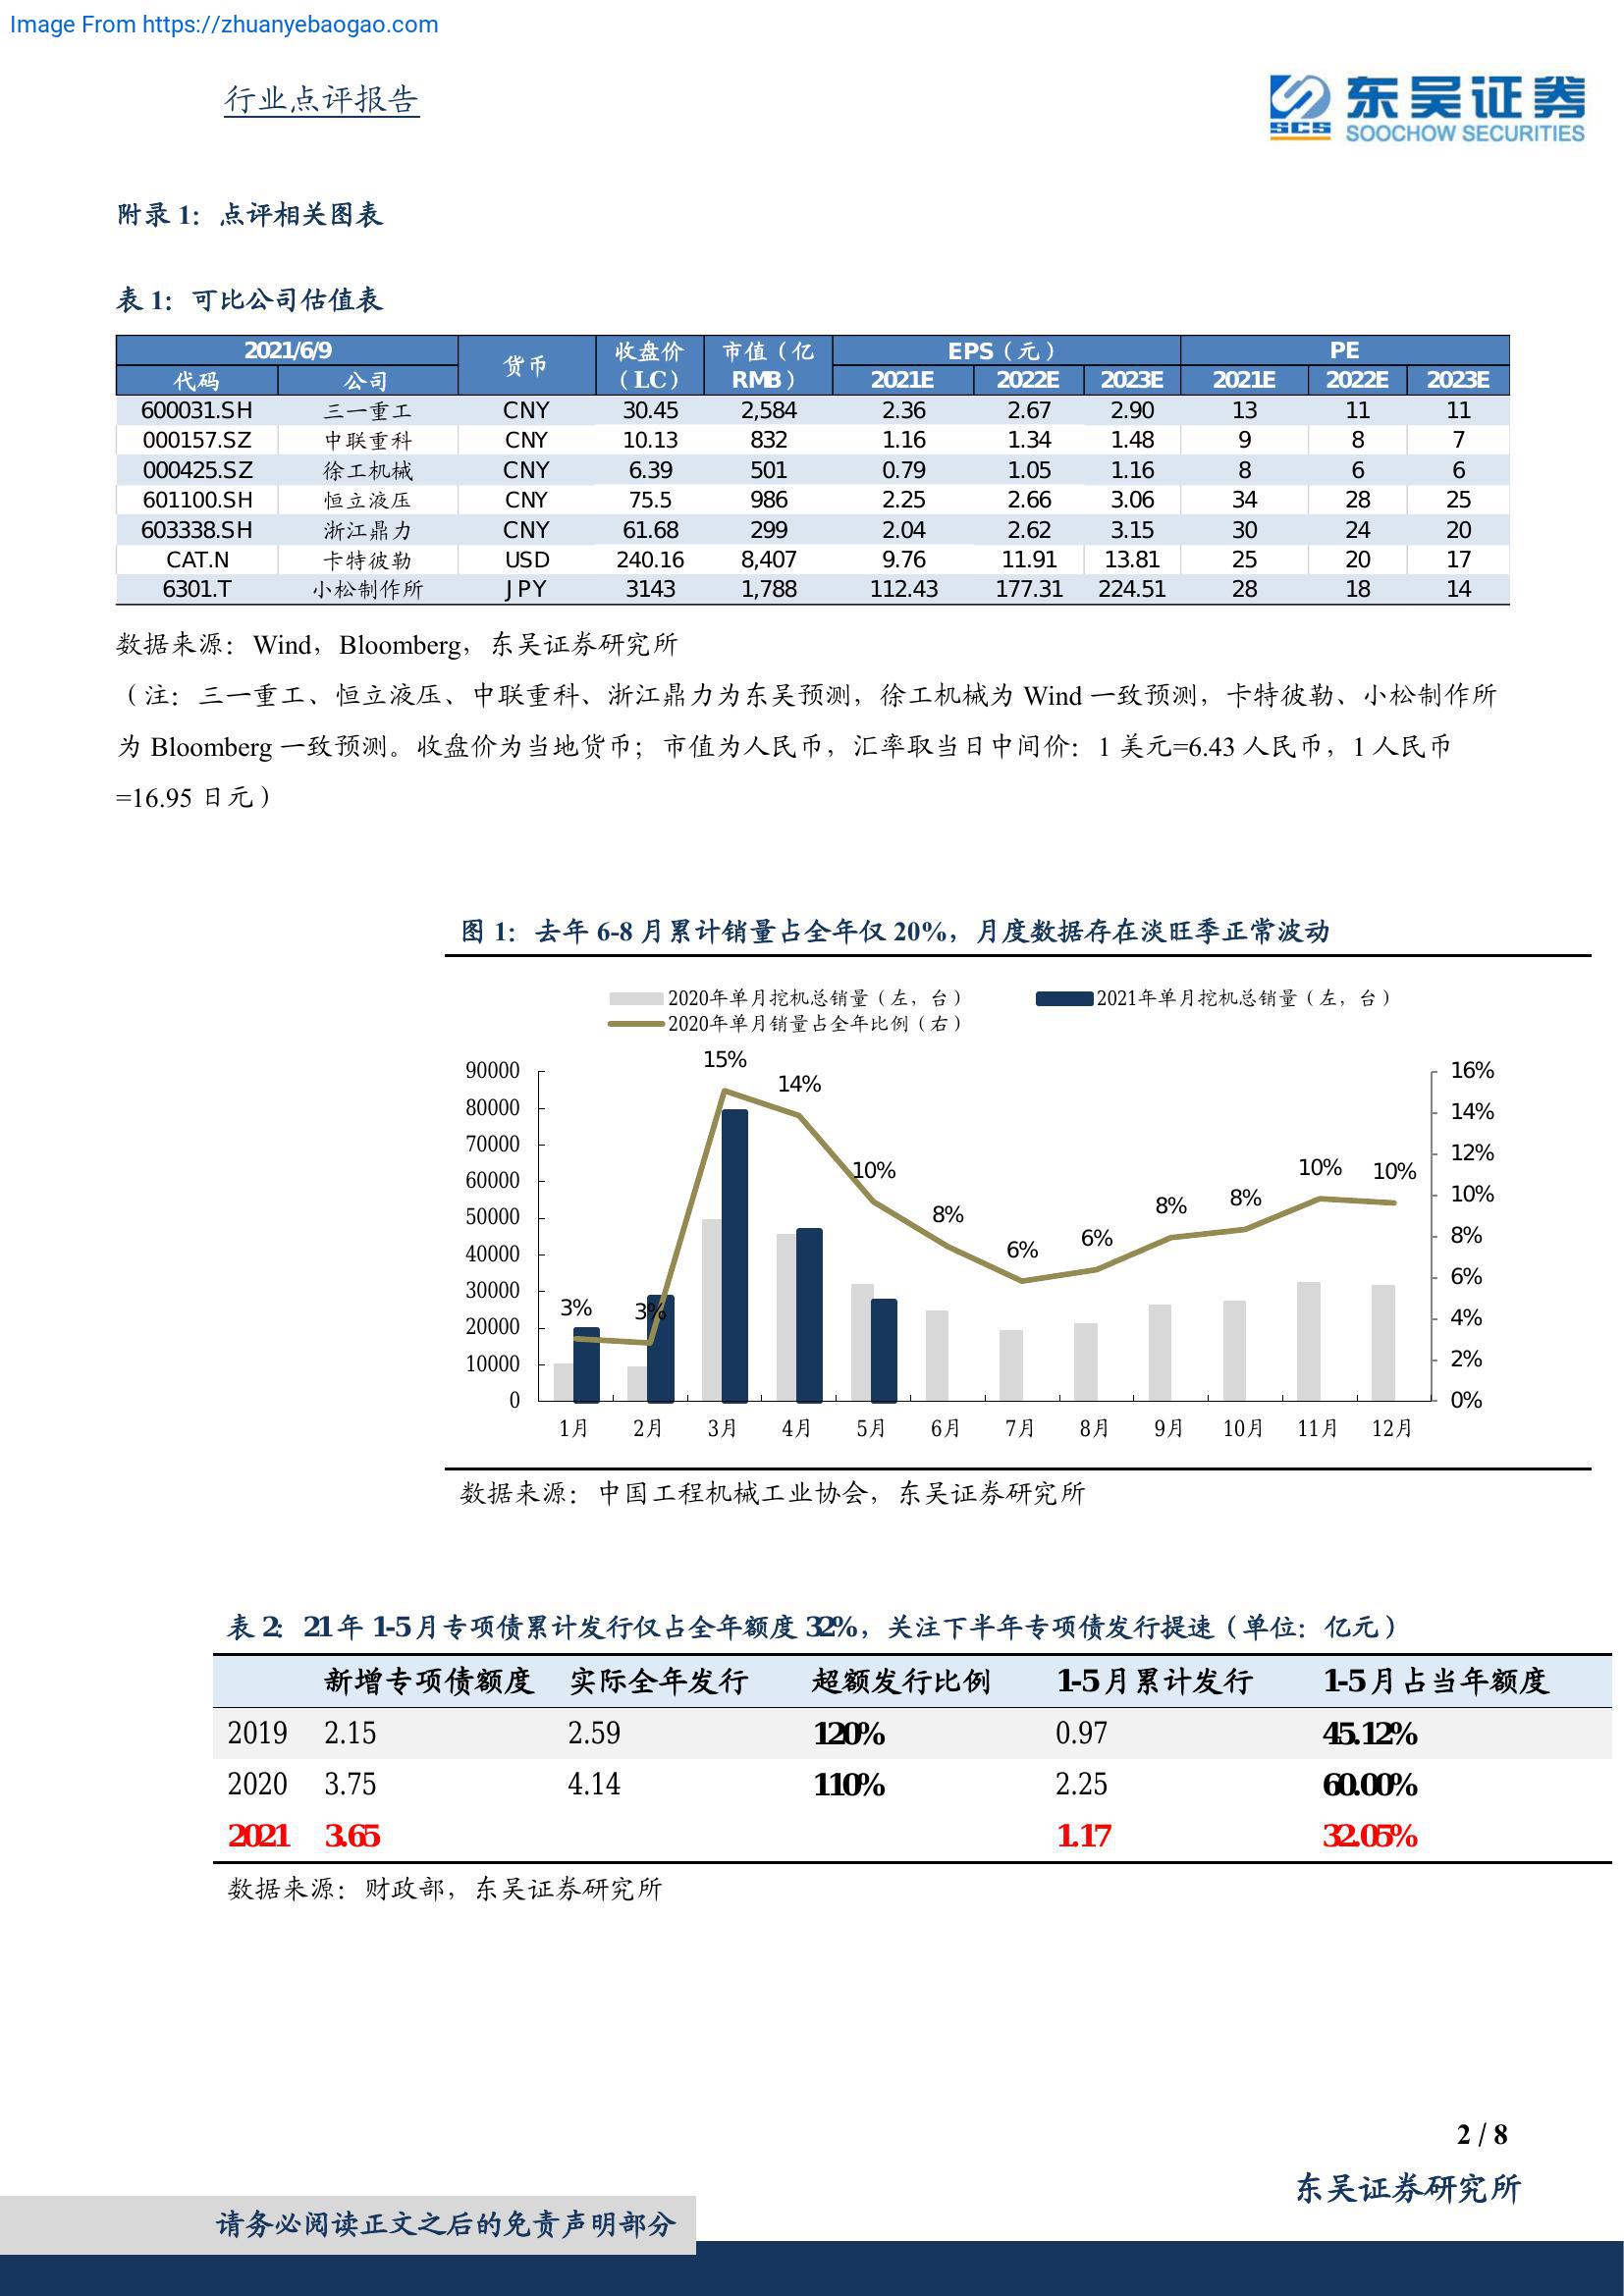 Image From https://zhuanyebaogao.com
行业点评报告
SCS 东吴证券
SOOCHOW SECURITIES
附录 1：点评相关图表
表 1：可比公司估值表
2021/6/9 货币 收盘价（LC） 市值（亿RMB） EPS（元） PE
代码 公司 2021E 2022E 2023E 2021E 2022E 2023E
600031.SH 三一重工 CNY 30.45 2,584 2.36 2.67 2.90 13 11 11
000157.SZ 中联重科 CNY 10.13 832 1.16 1.34 1.48 9 8 7
000425.SZ 徐工机械 CNY 6.39 501 0.79 1.05 1.16 8 6 6
601100.SH 恒立液压 CNY 75.5 986 2.25 2.66 3.06 34 28 25
603338.SH 浙江鼎力 CNY 61.68 299 2.04 2.62 3.15 30 24 20
CAT.N 卡特彼勒 USD 240.16 8,407 9.76 11.91 13.81 25 20 17
6301.T 小松制作所 JPY 3143 1,788 112.43 177.31 224.51 28 18 14
数据来源：Wind，Bloomberg，东吴证券研究所
（注：三一重工、恒立液压、中联重科、浙江鼎力为东吴预测，徐工机械为 Wind 一致预测，卡特彼勒、小松制作所
为 Bloomberg 一致预测。收盘价为当地货币；市值为人民币，汇率取当日中间价：1 美元=6.43 人民币，1 人民币
=16.95 日元）
图 1：去年 6-8 月累计销量占全年仅 20%，月度数据存在淡旺季正常波动
2020年单月挖机总销量（左，台） 2021年单月挖机总销量（左，台）
2020年单月销量占全年比例（右）
90000
80000
70000
60000
50000
40000
30000
20000
10000
0
3% 3% 15% 14% 10% 8% 6% 6% 8% 8% 10% 10%
16%
14%
12%
10%
8%
6%
4%
2%
0%
1月 2月 3月 4月 5月 6月 7月 8月 9月 10月 11月 12月
数据来源：中国工程机械工业协会，东吴证券研究所
表 2：21 年 1-5 月专项债累计发行仅占全年额度 32%，关注下半年专项债发行提速（单位：亿元）
新增专项债额度 实际全年发行 超额发行比例 1-5 月累计发行 1-5 月占当年额度
2019 2.15 2.59 120% 0.97 45.12%
2020 3.75 4.14 110% 2.25 60.00%
2021 3.65 1.17 32.05%
数据来源：财政部，东吴证券研究所
2 / 8
东吴证券研究所
请务必阅读正文之后的免责声明部分